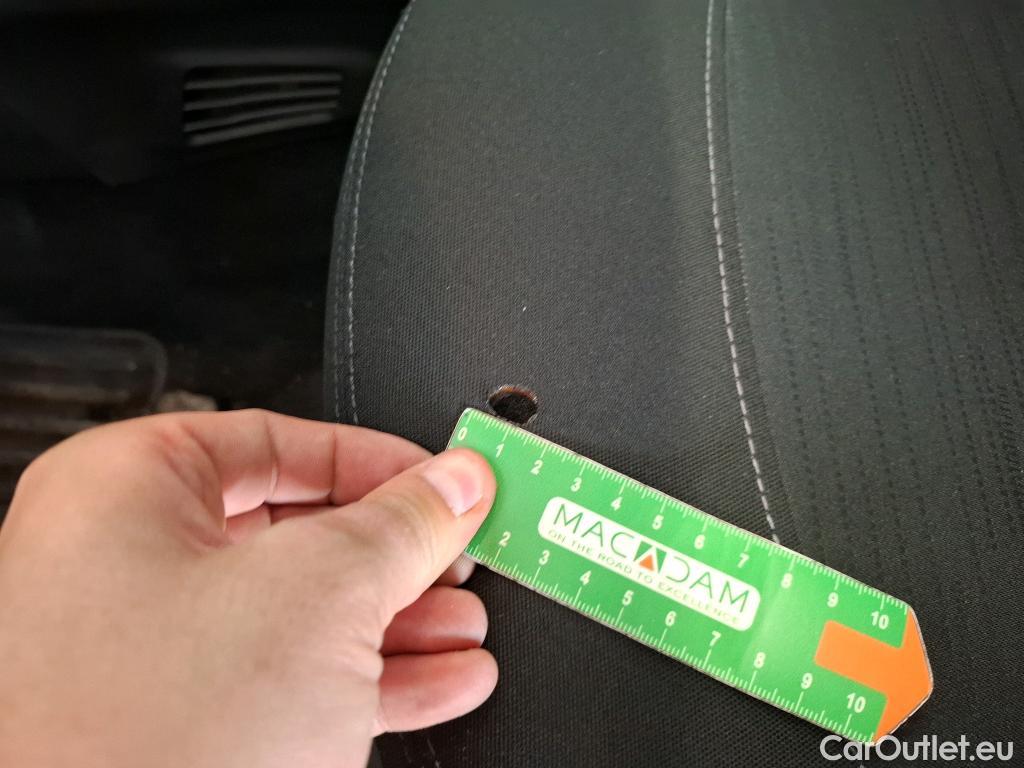 0 1 2 3 4 5 6 7 8 9 10
MACADAM
ON THE ROAD TO EXCELLENCE
2 3 4 5 6 7 8 9 10
CarOutlet.eu